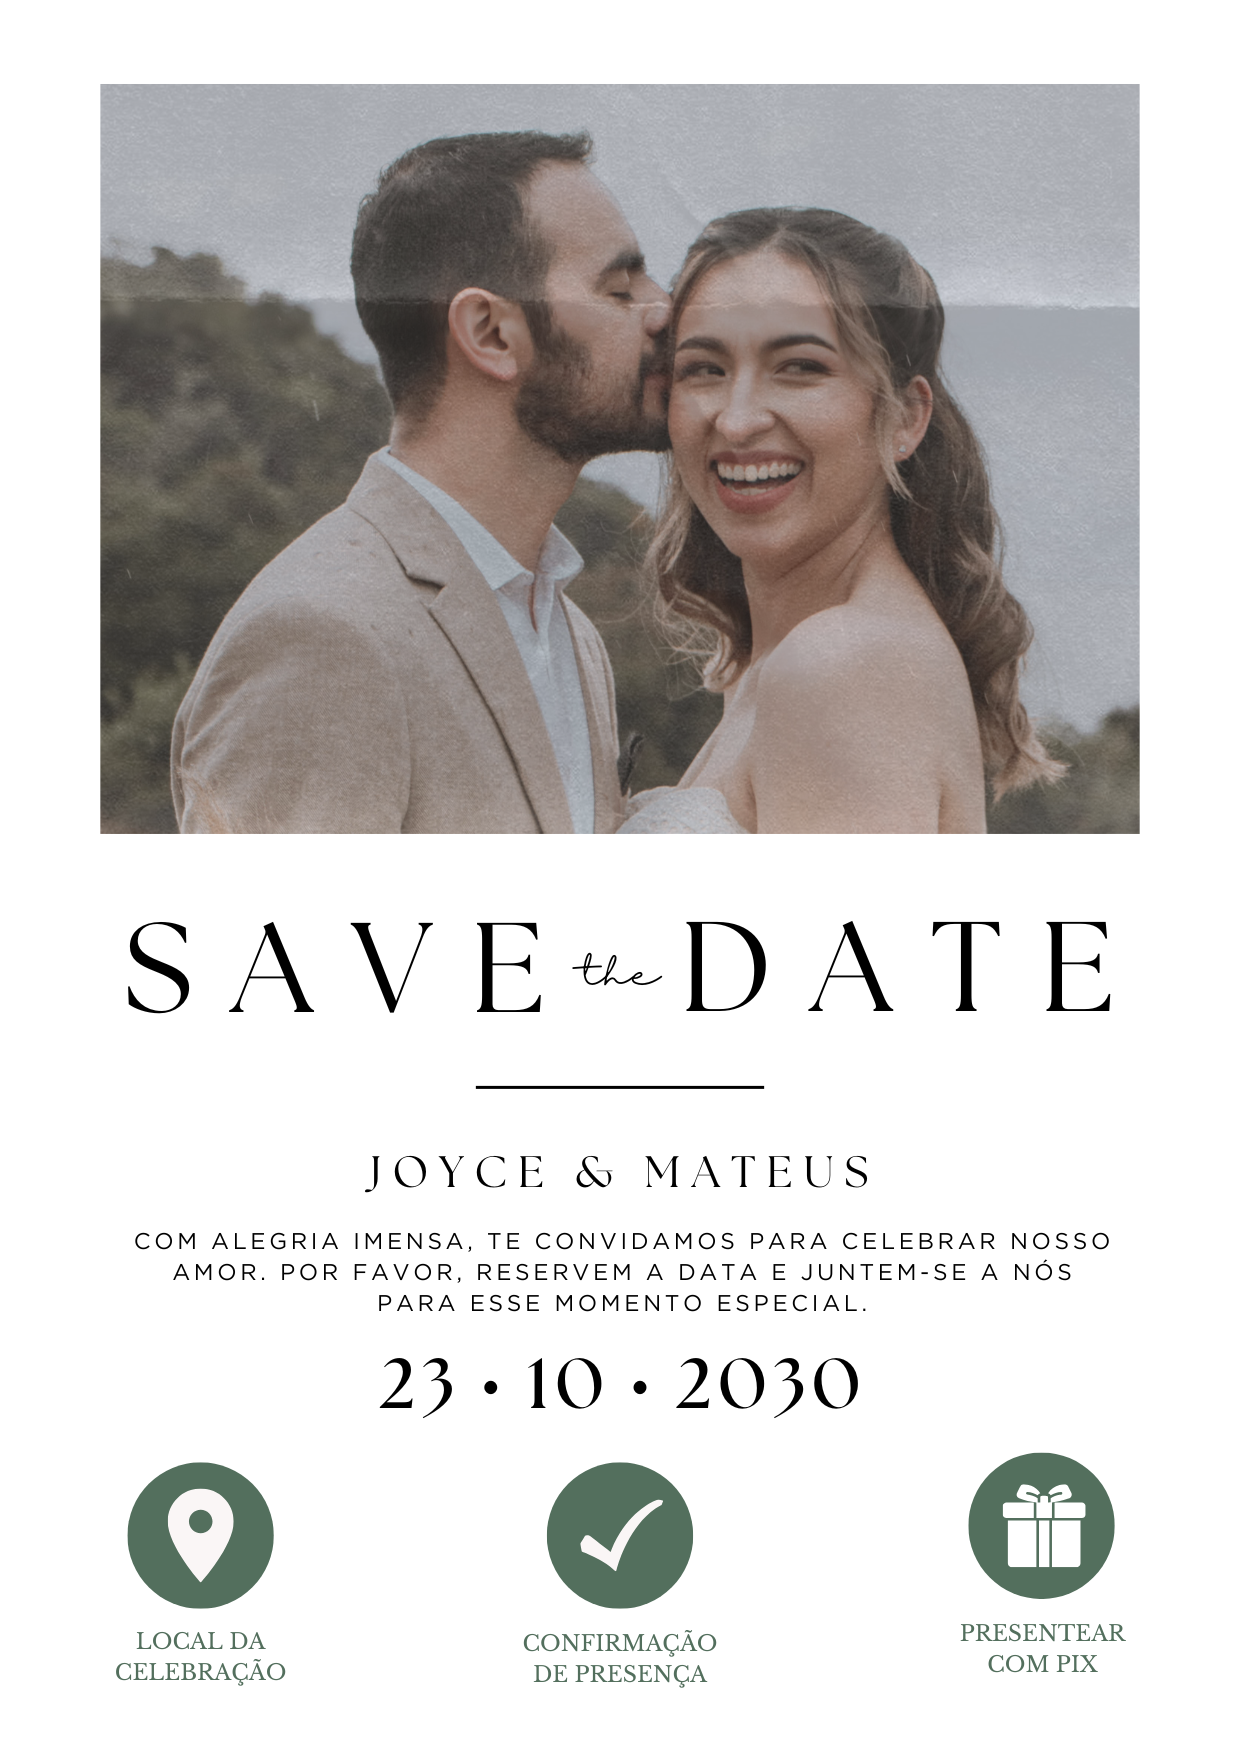 SAVE the DATE
JOYCE & MATEUS
COM ALEGRIA IMENSA, TE CONVIDAMOS PARA CELEBRAR NOSSO
AMOR. POR FAVOR, RESERVEM A DATA E JUNTEM-SE A NÓS
PARA ESSE MOMENTO ESPECIAL.
23 • 10 • 2030
LOCAL DA
CELEBRAÇÃO
CONFIRMAÇÃO
DE PRESENÇA
PRESENTEAR
COM PIX